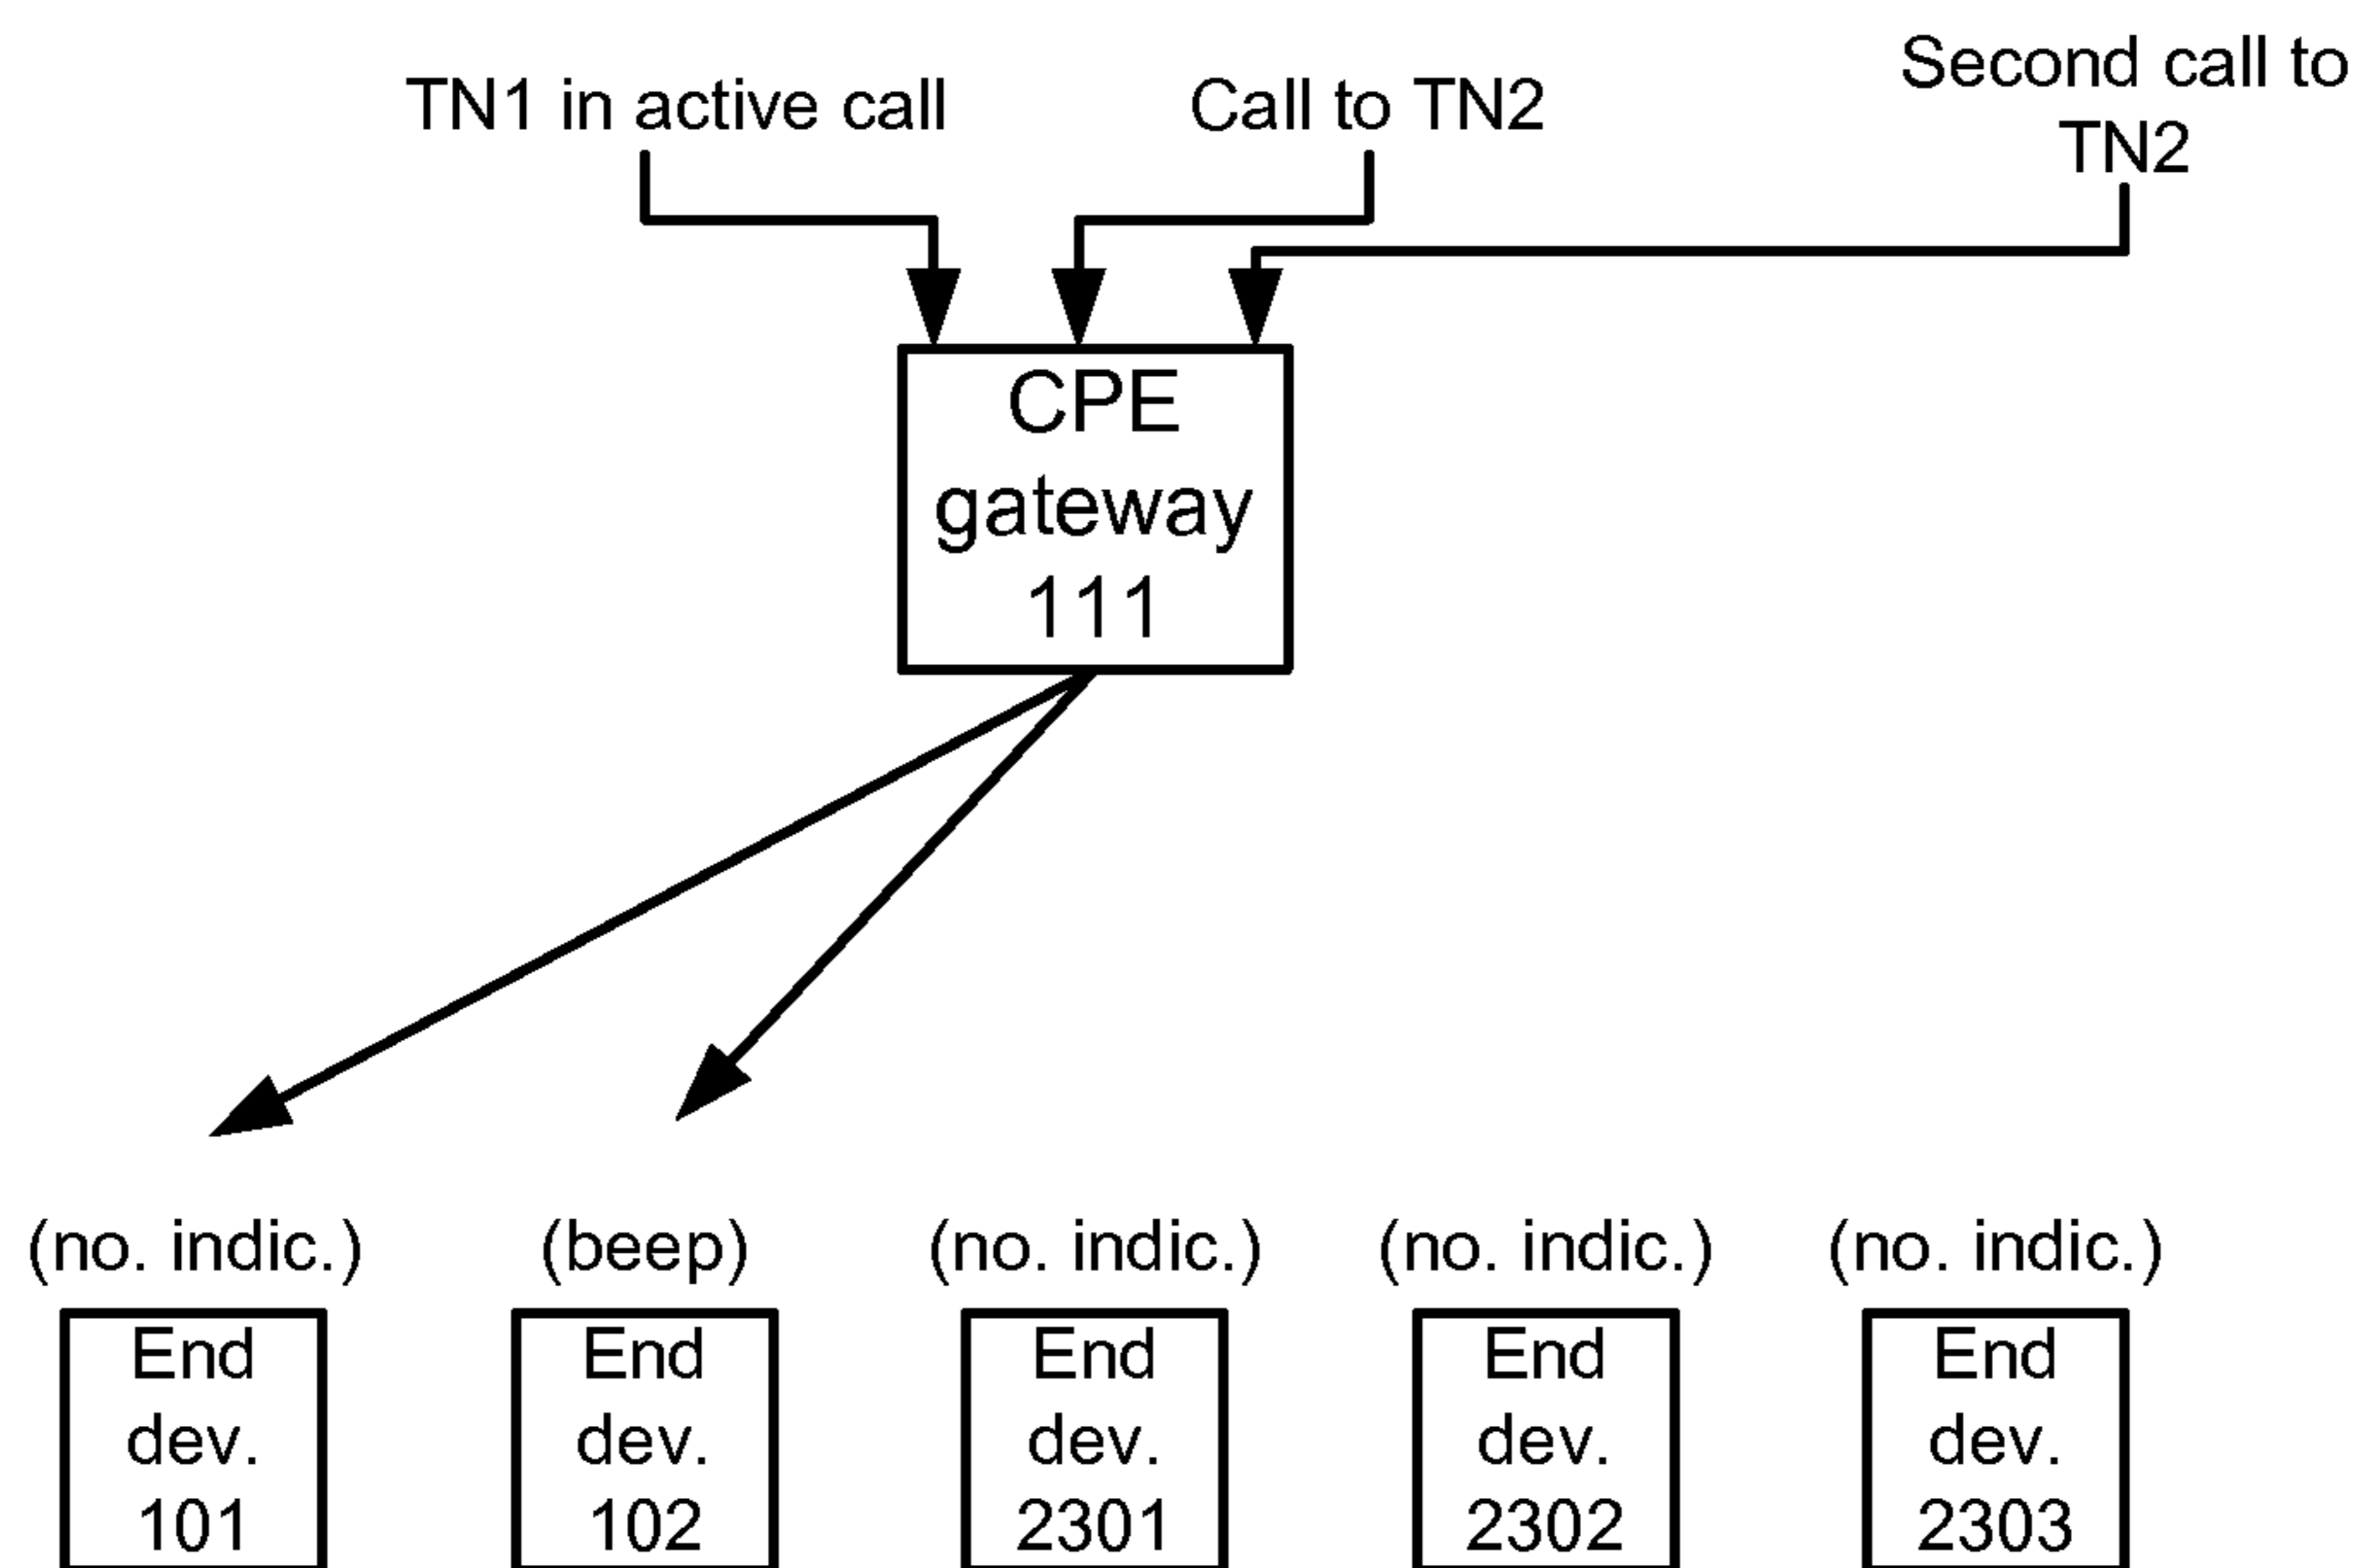 TN1 in active call
Call to TN2
Second call to
TN2
CPE
gateway
111
(no. indic.)
(beep)
(no. indic.)
(no. indic.)
(no. indic.)
End
dev.
101
End
dev.
102
End
dev.
2301
End
dev.
2302
End
dev.
2303